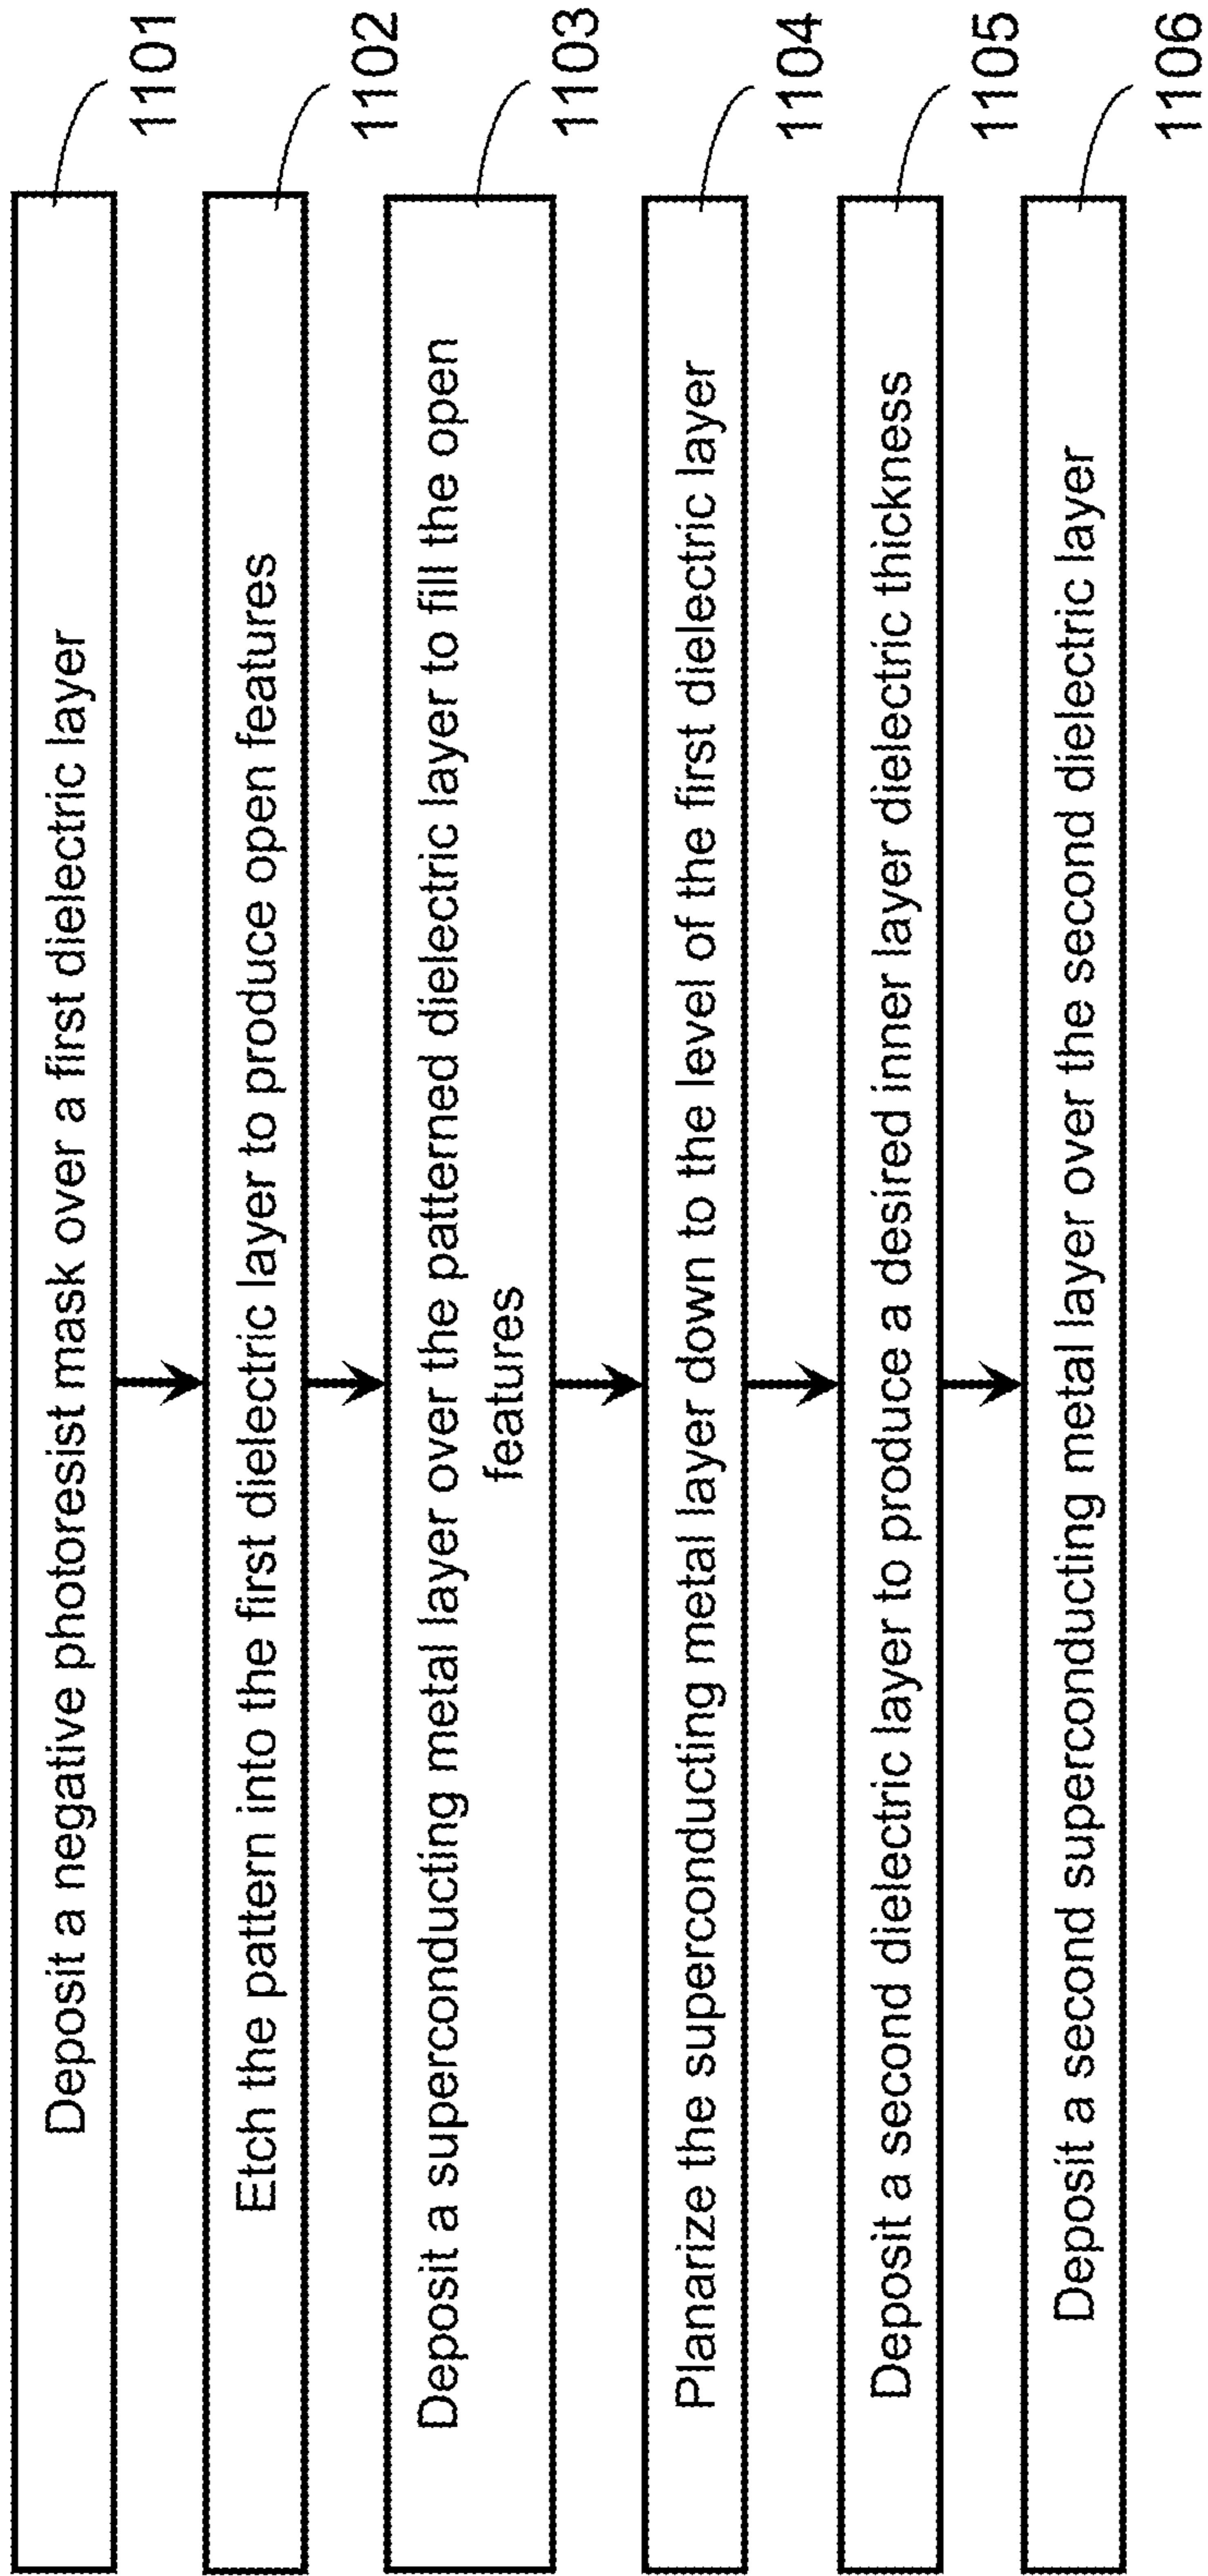 Deposit a negative photoresist mask over a first dielectric layer
1101
Etch the pattern into the first dielectric layer to produce open features
1102
Deposit a superconducting metal layer over the patterned dielectric layer to fill the open
features
1103
Planarize the superconducting metal layer down to the level of the first dielectric layer
1104
Deposit a second dielectric layer to produce a desired inner layer dielectric thickness
1105
Deposit a second superconducting metal layer over the second dielectric layer
1106